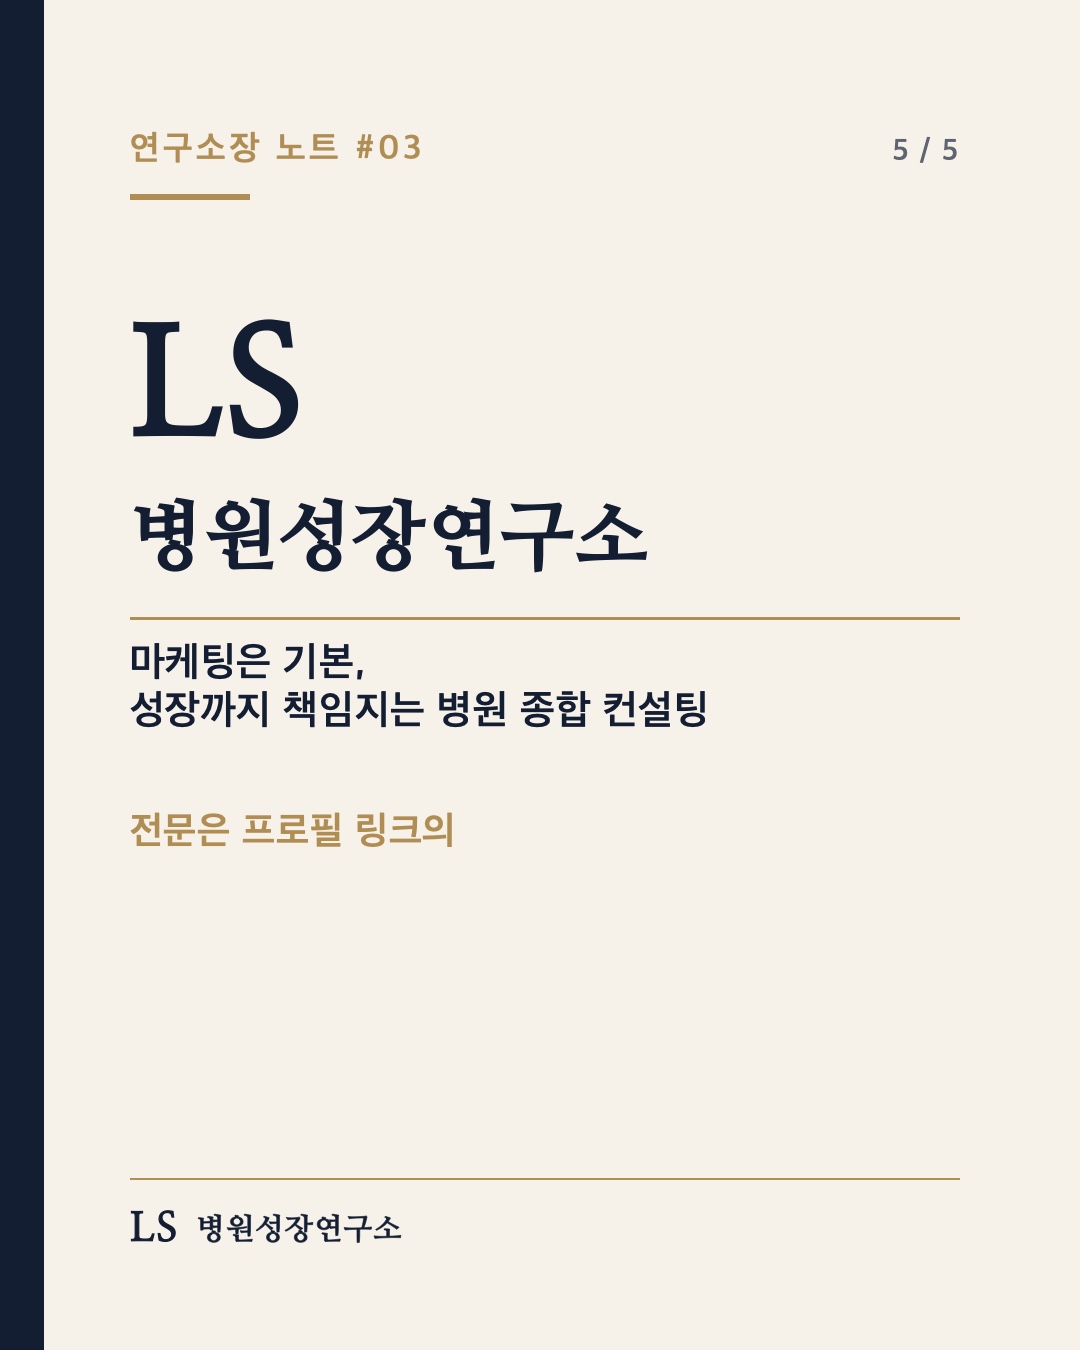 연구소장 노트 #03
5 / 5
LS
병원성장연구소
마케팅은 기본,
성장까지 책임지는 병원 종합 컨설팅
전문은 프로필 링크의
LS 병원성장연구소